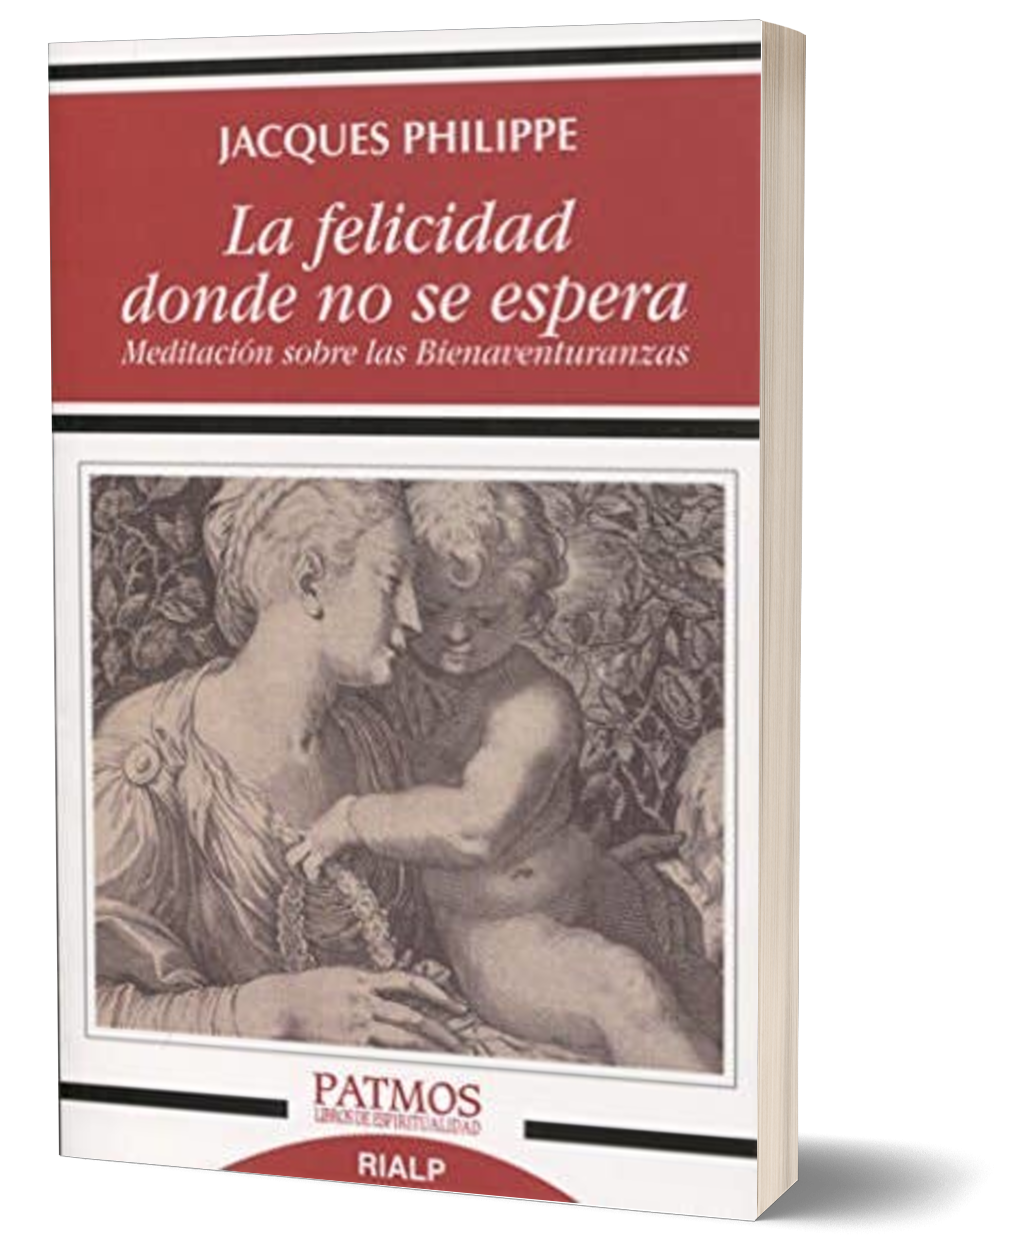 JACQUES PHILIPPE
La felicidad
donde no se espera
Meditación sobre las Bienaventuranzas
PATMOS
LIBROS DE ESPIRITUALIDAD
RIALP